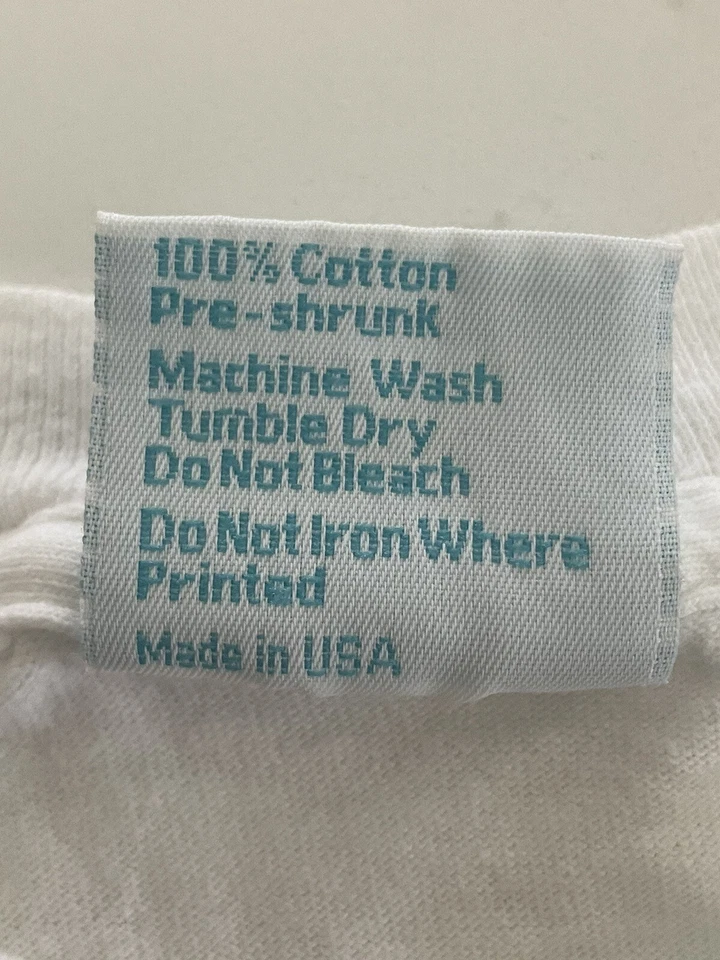 100% Cotton
Pre-shrunk
Machine Wash
Tumble Dry
Do Not Bleach
Do Not Iron Where
Printed
Made in USA